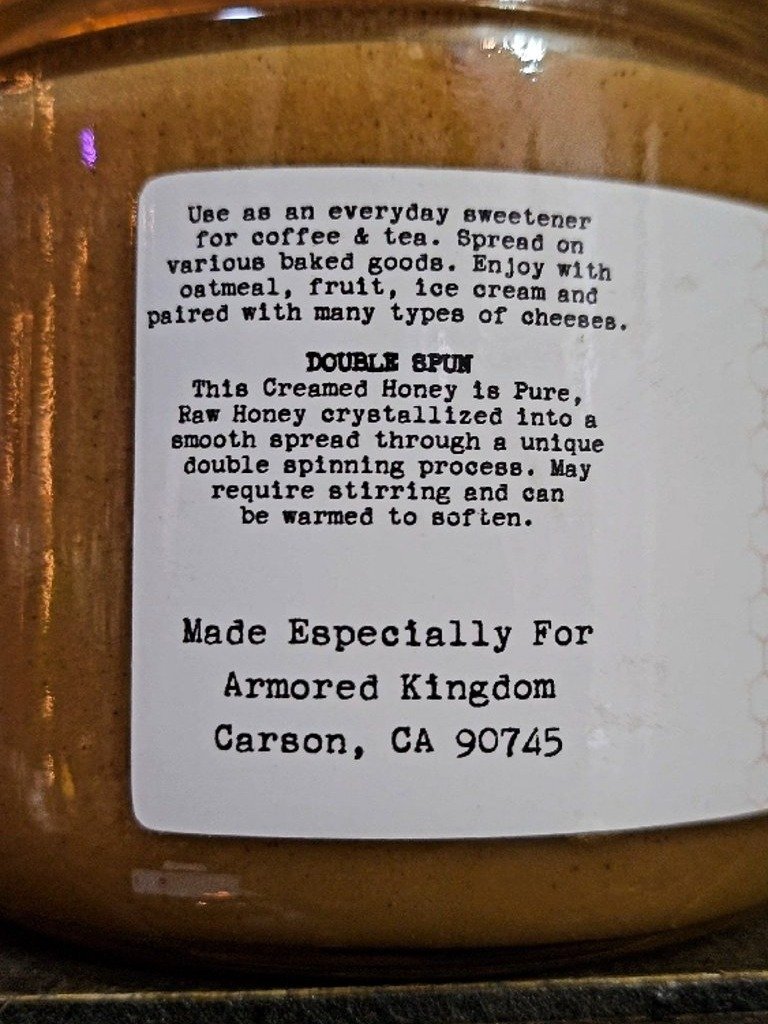 Use as an everyday sweetener
for coffee & tea. Spread on
various baked goods. Enjoy with
oatmeal, fruit, ice cream and
paired with many types of cheeses.
DOUBLE SPUN
This Creamed Honey is Pure,
Raw Honey crystallized into a
smooth spread through a unique
double spinning process. May
require stirring and can
be warmed to soften.
Made Especially For
Armored Kingdom
Carson, CA 90745